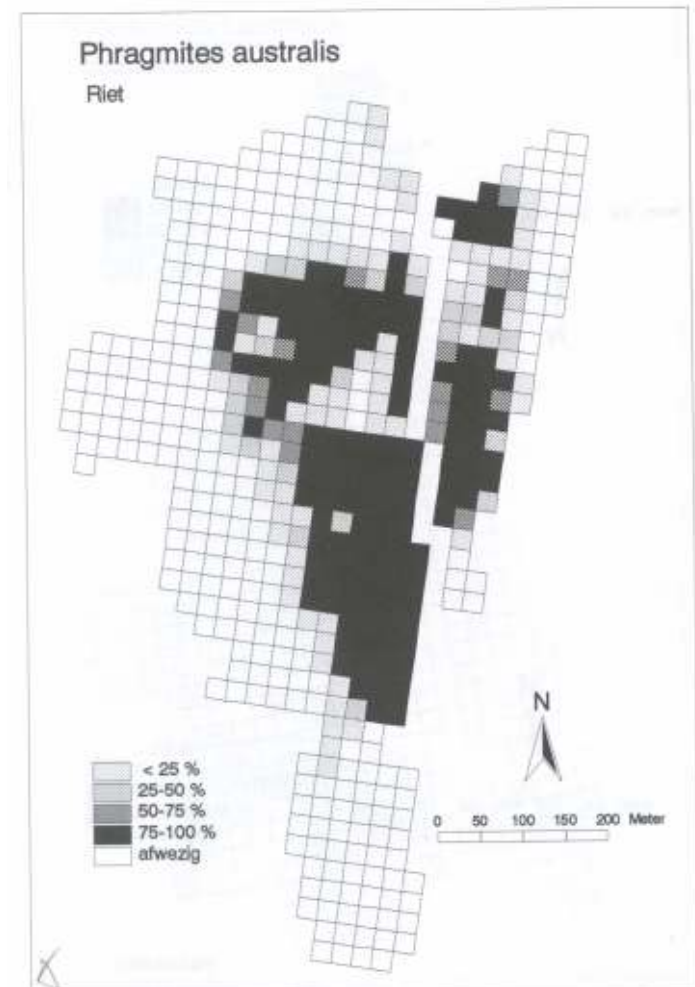 Phragmites australis
Riet
N
< 25 %
25-50 %
50-75 %
75-100 %
afwezig
0 50 100 150 200 Meter